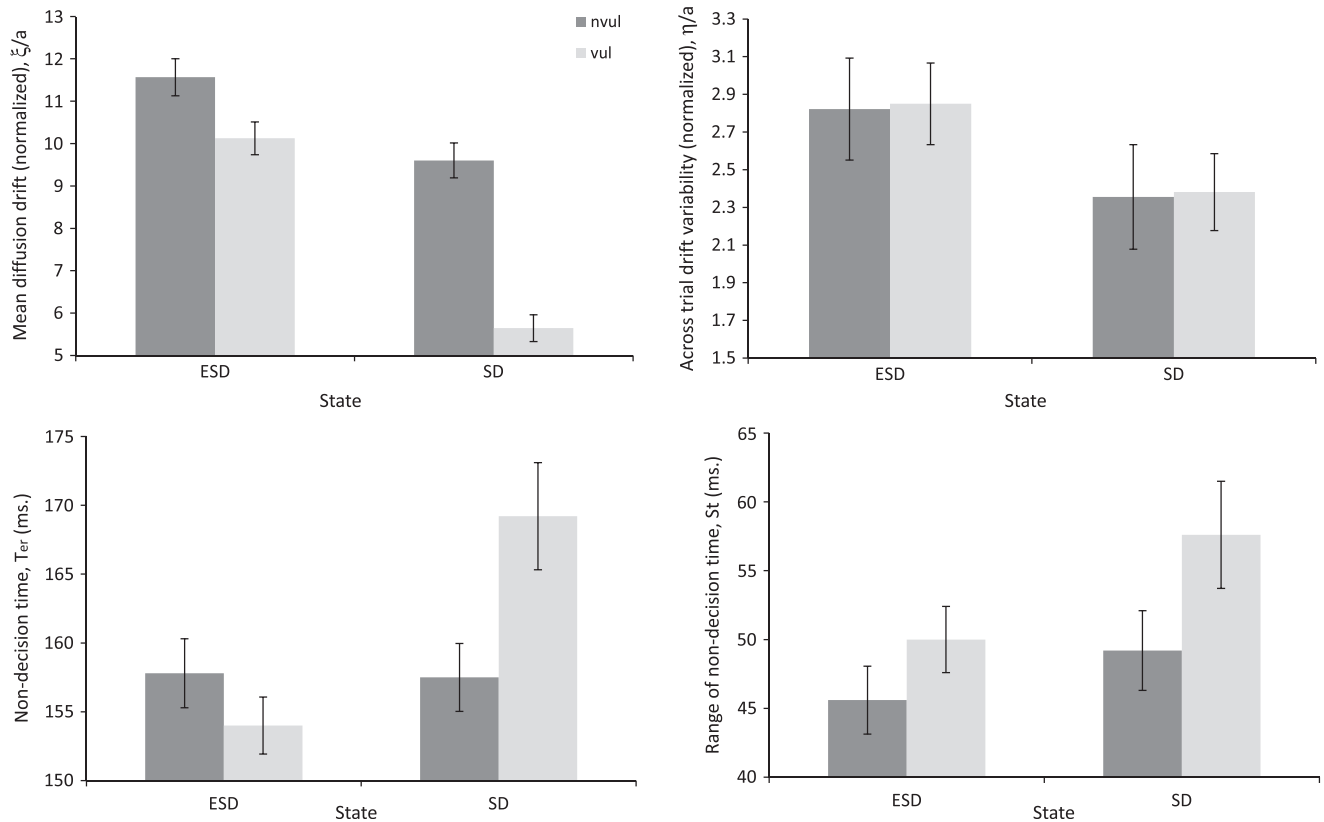 Mean diffusion drift (normalized), ξ/a
13
12
11
10
9
8
7
6
5
nvul
vul
ESD
SD
State
Across trial drift variability (normalized), η/a
3.3
3.1
2.9
2.7
2.5
2.3
2.1
1.9
1.7
1.5
ESD
SD
State
Non-decision time, Ter (ms.)
175
170
165
160
155
150
ESD
SD
State
Range of non-decision time, St (ms.)
65
60
55
50
45
40
ESD
SD
State